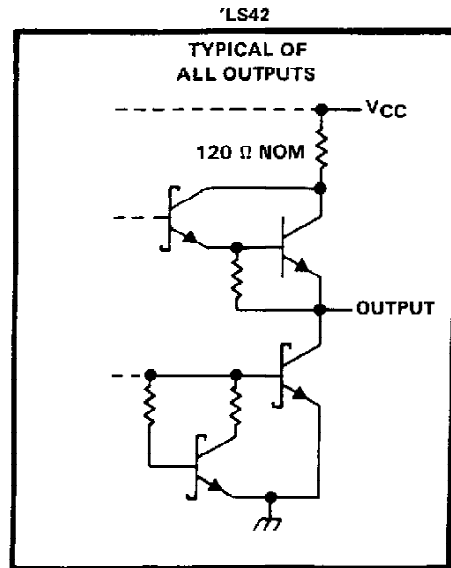 'LS42
TYPICAL OF
ALL OUTPUTS
VCC
120 Ω NOM
OUTPUT